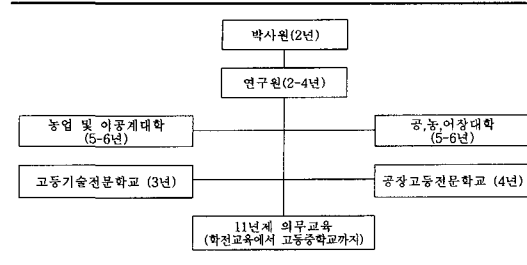 박사원(2년)
연구원(2-4년)
농업 및 이공계대학
(5-6년)
공,농,어장대학
(5-6년)
고등기술전문학교 (3년)
공장고등전문학교 (4년)
11년제 의무교육
(학전교육에서 고등중학교까지)